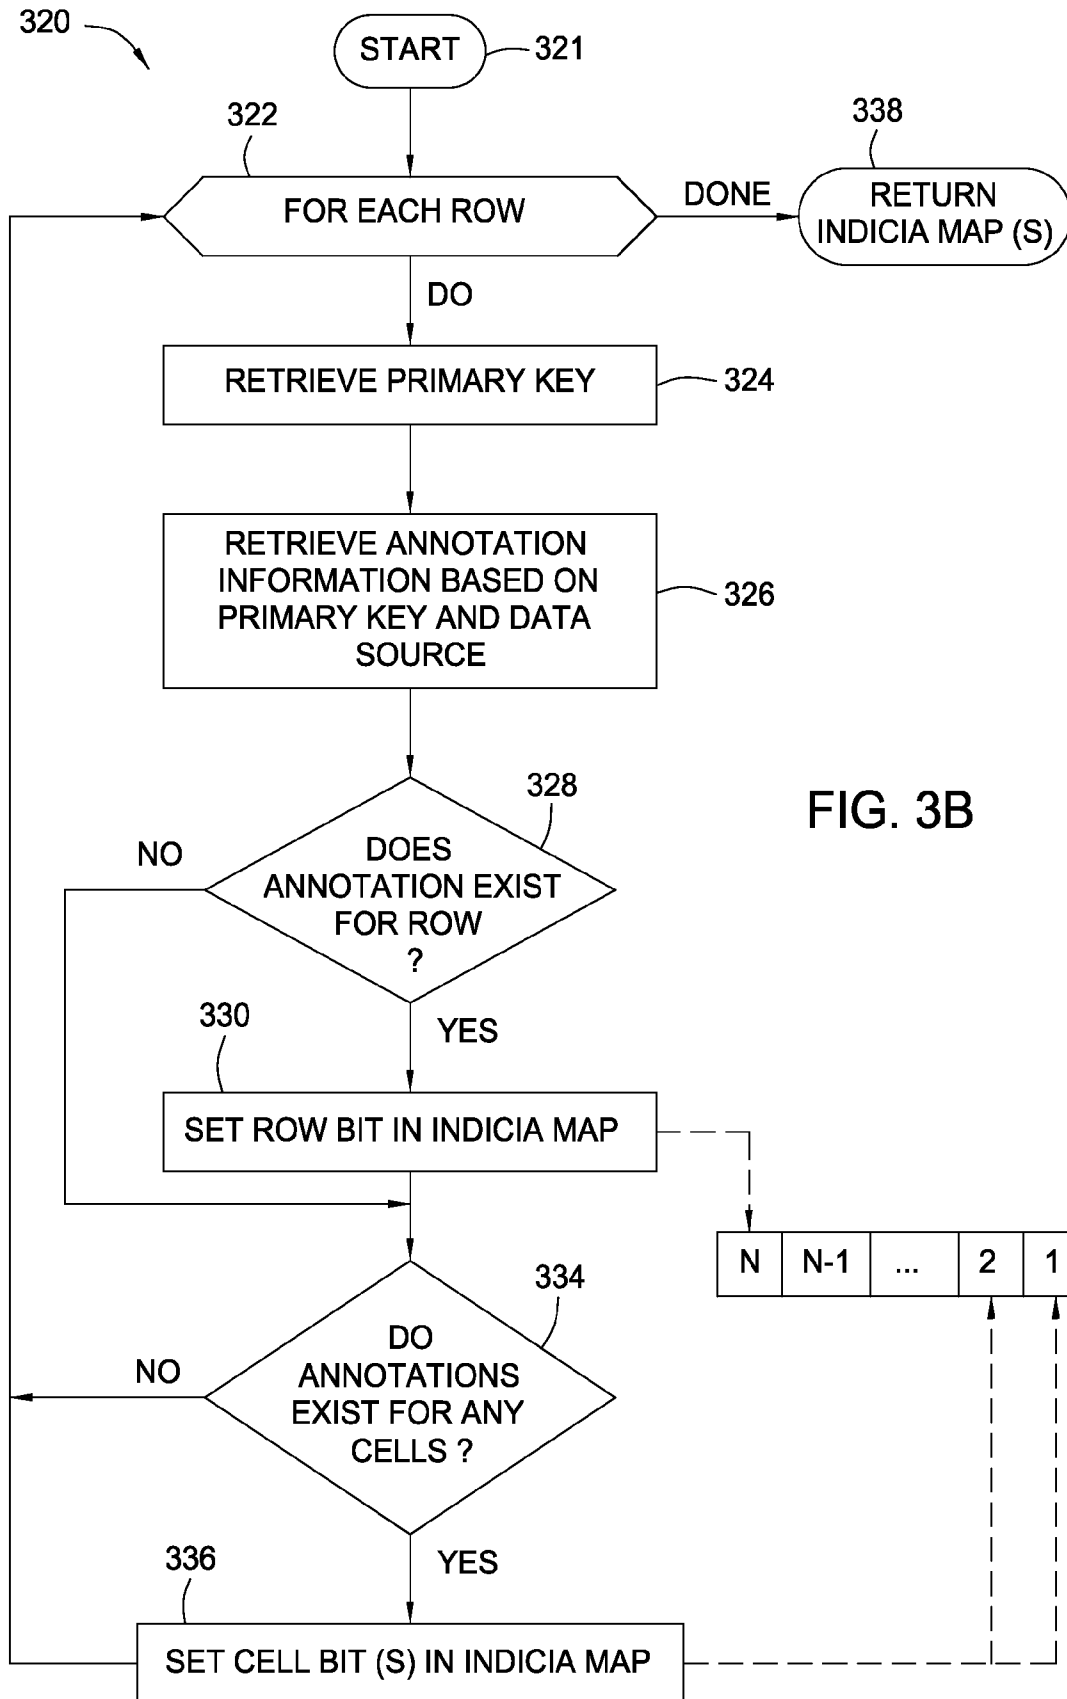 320
START
321
322
338
FOR EACH ROW
DONE
RETURN
INDICIA MAP (S)
DO
RETRIEVE PRIMARY KEY
324
RETRIEVE ANNOTATION
INFORMATION BASED ON
PRIMARY KEY AND DATA
SOURCE
326
328
FIG. 3B
NO
DOES
ANNOTATION EXIST
FOR ROW
?
330
YES
SET ROW BIT IN INDICIA MAP
N N-1 ... 2 1
334
NO
DO
ANNOTATIONS
EXIST FOR ANY
CELLS ?
336
YES
SET CELL BIT (S) IN INDICIA MAP